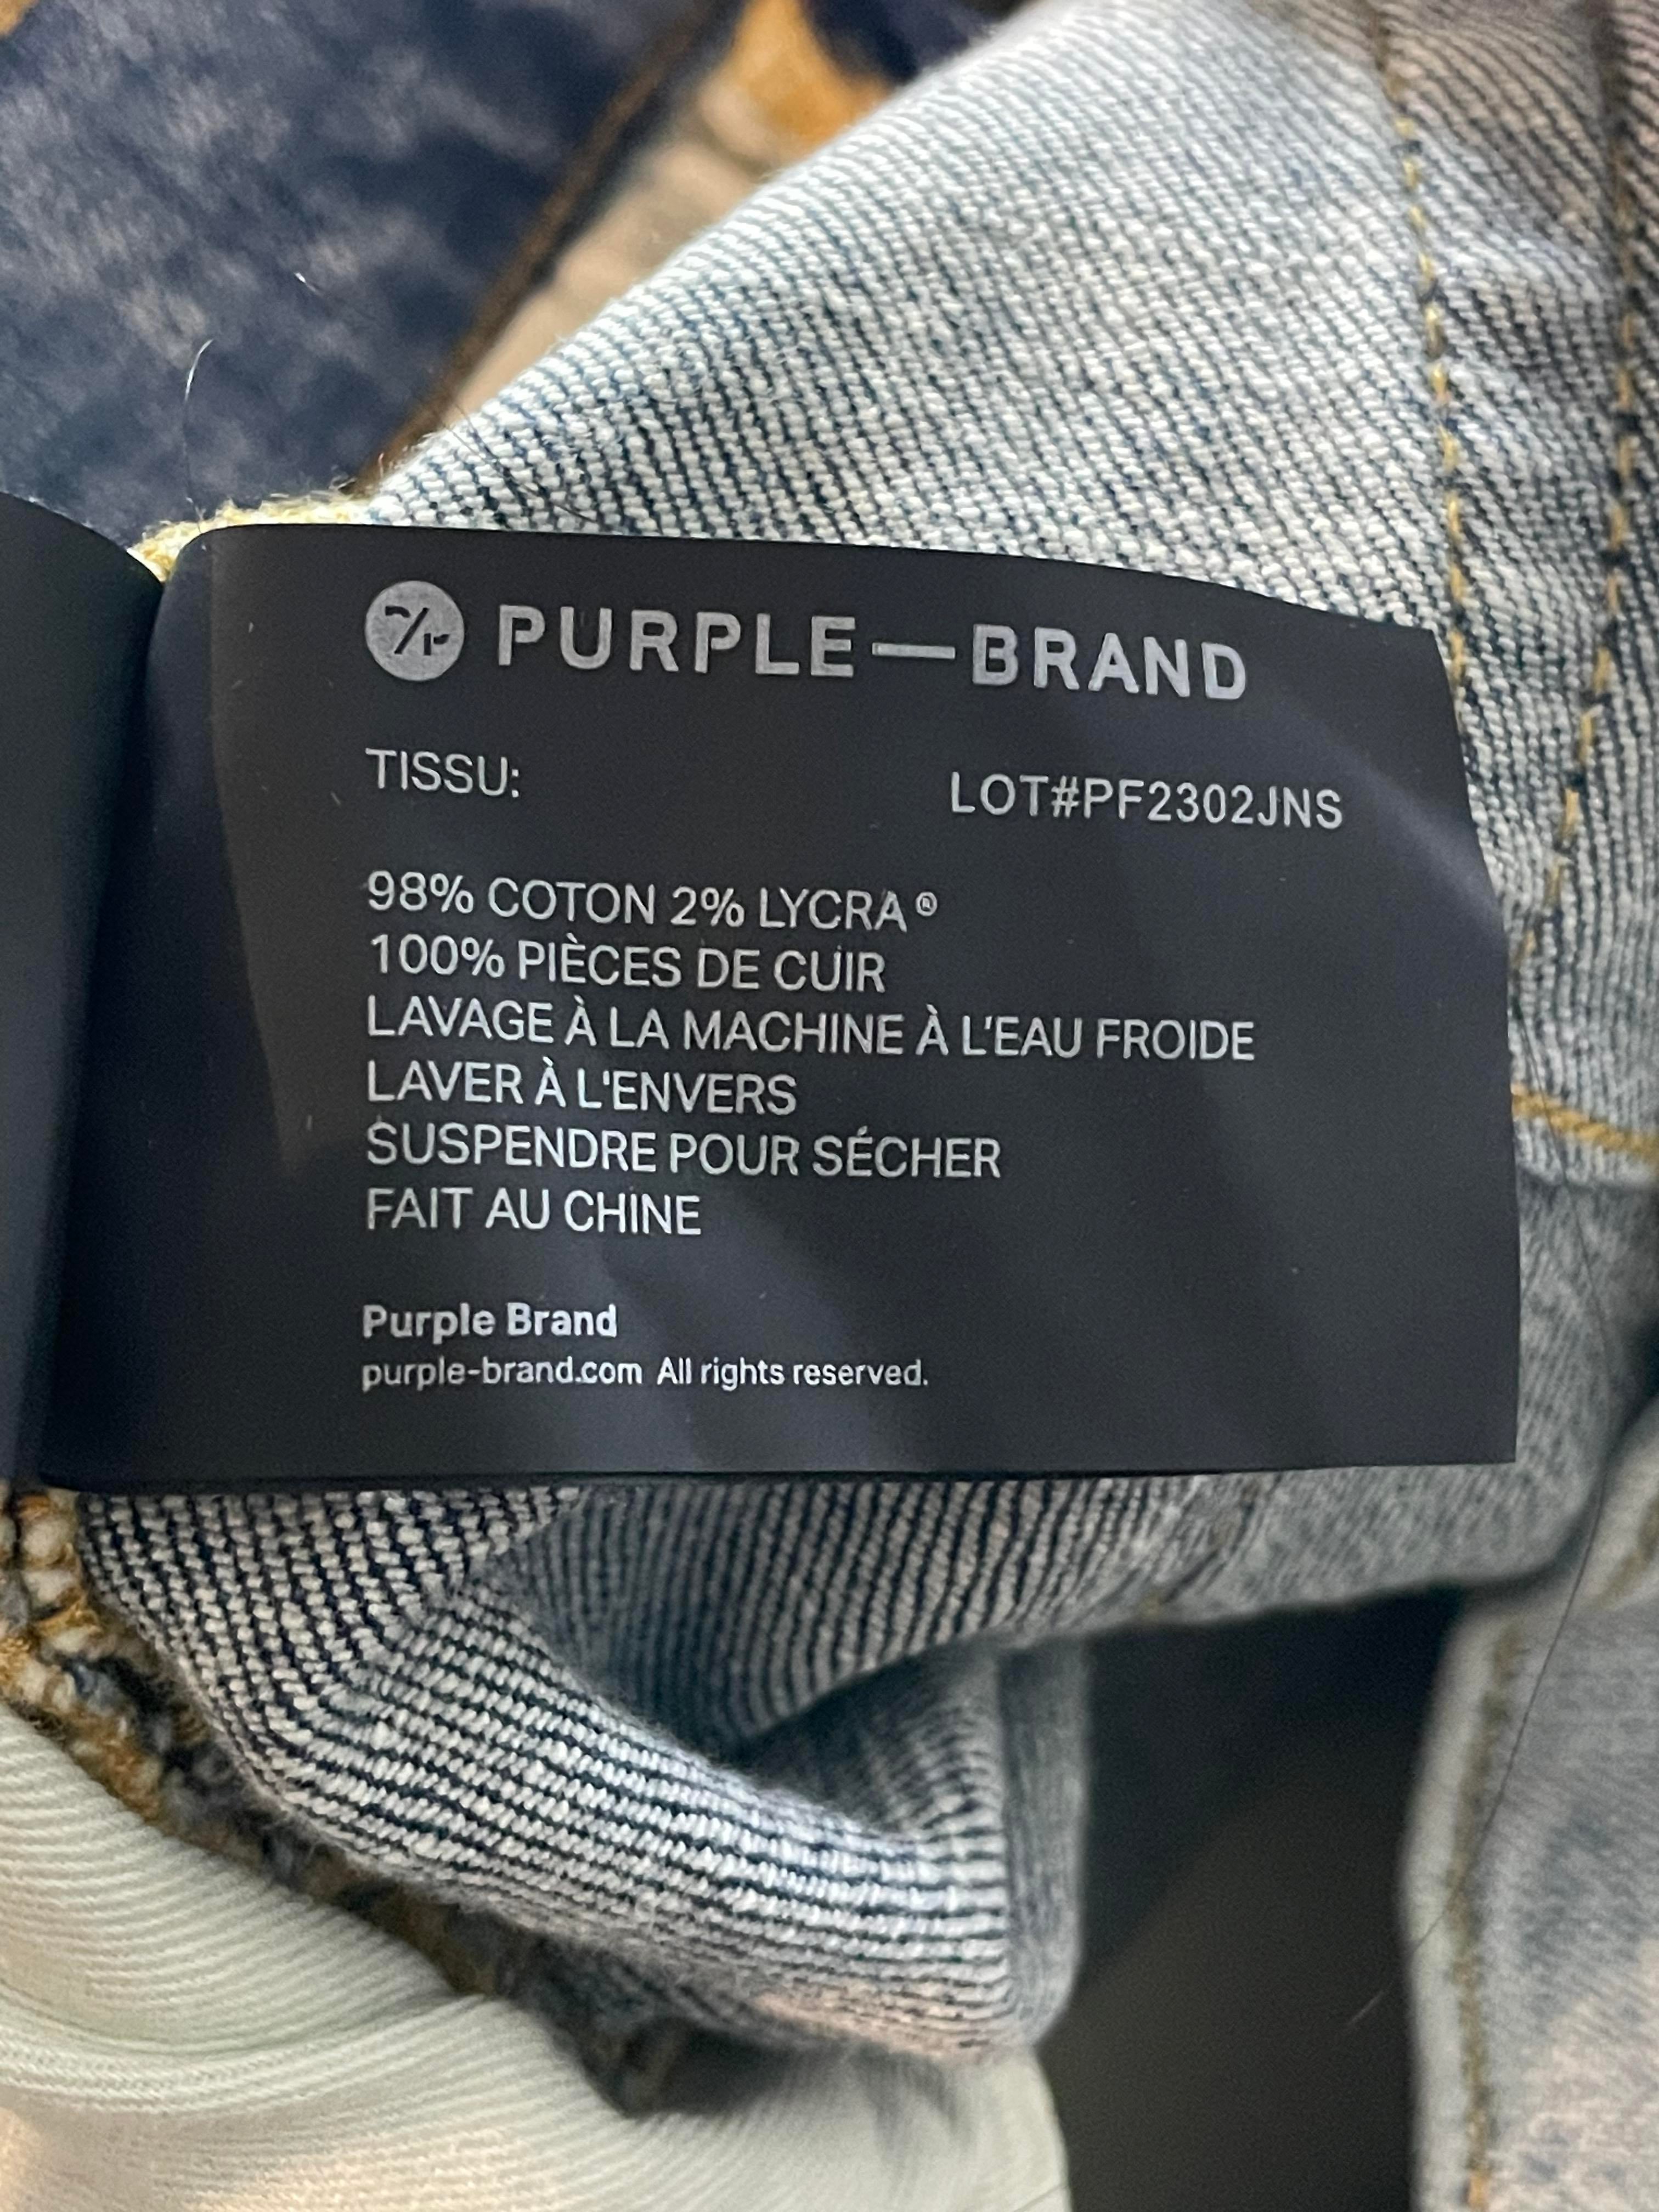 PURPLE—BRAND
TISSU:
LOT#PF2302JNS
98% COTON 2% LYCRA®
100% PIÈCES DE CUIR
LAVAGE À LA MACHINE À L'EAU FROIDE
LAVER À L'ENVERS
SUSPENDRE POUR SÉCHER
FAIT AU CHINE
Purple Brand
purple-brand.com All rights reserved.